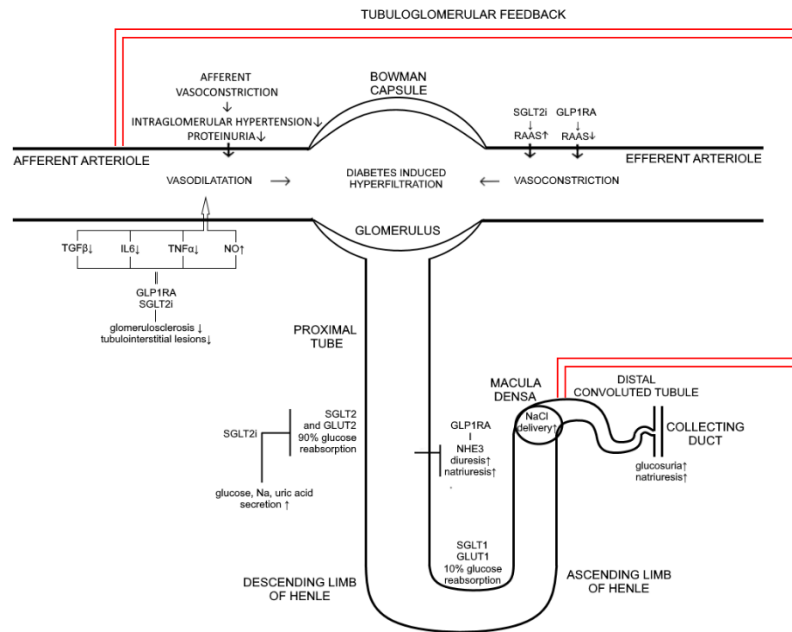 TUBULOGLOMERULAR FEEDBACK
AFFERENT
VASOCONSTRICTION
↓
INTRAGLOMERULAR HYPERTENSION↓
PROTEINURIA↓
BOWMAN
CAPSULE
SGLT2i GLP1RA
↓ ↓
RAAS↑ RAAS↓
AFFERENT ARTERIOLE
EFFERENT ARTERIOLE
VASODILATATION →
DIABETES INDUCED
HYPERFILTRATION
← VASOCONSTRICTION
GLOMERULUS
TGFβ↓ IL6↓ TNFα↓ NO↑
GLP1RA
SGLT2i
glomerulosclerosis ↓
tubulointerstitial lesions↓
PROXIMAL
TUBE
MACULA
DENSA
DISTAL
CONVOLUTED TUBULE
NaCl
delivery↑
COLLECTING
DUCT
glucosuria↑
natriuresis↑
SGLT2i
SGLT2
and GLUT2
90% glucose
reabsorption
GLP1RA
NHE3
diuresis↑
natriuresis↑
glucose, Na, uric acid
secretion ↑
SGLT1
GLUT1
10% glucose
reabsorption
DESCENDING LIMB
OF HENLE
ASCENDING LIMB
OF HENLE